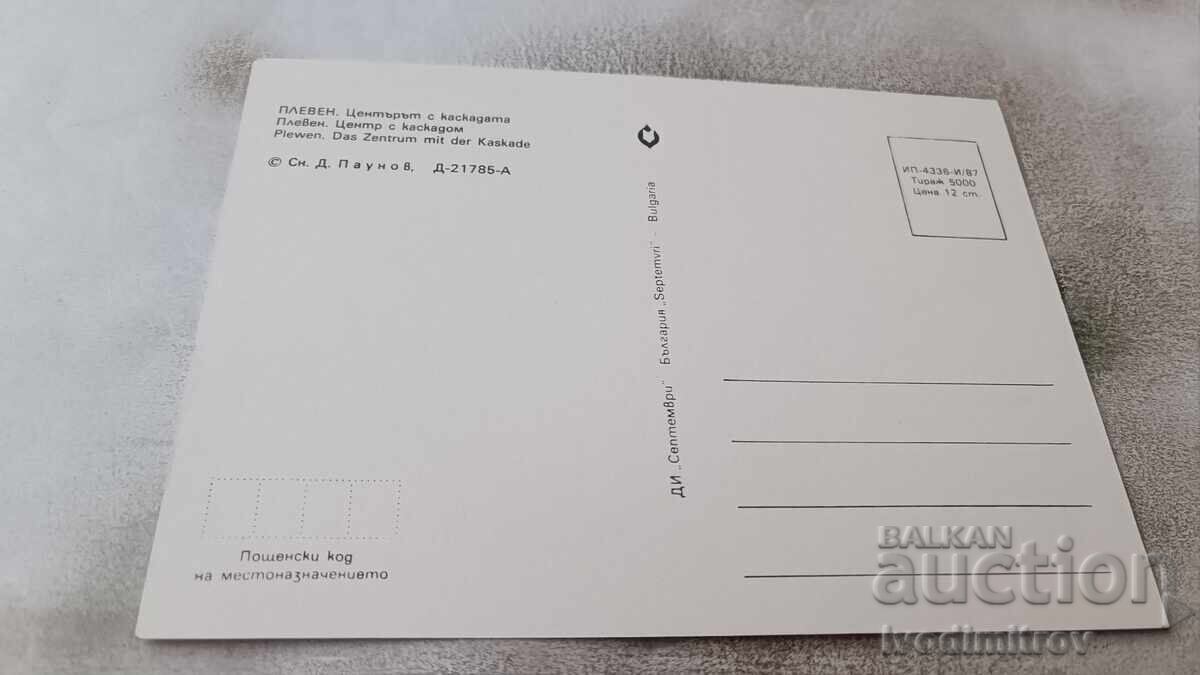 ПЛЕВЕН. Центърът с каскадата
Плевен. Центр с каскадом
Plewen. Das Zentrum mit der Kaskade
© Сн. Д. Паунов, Д-21785-А
ДИ „Септември" · България „Septemvri" - Bulgaria
ИП-4336-И/87
Тираж 5000
Цена 12 ст.
Пощенски код
на местоназначението
BALKAN
auction
ivodimitrov